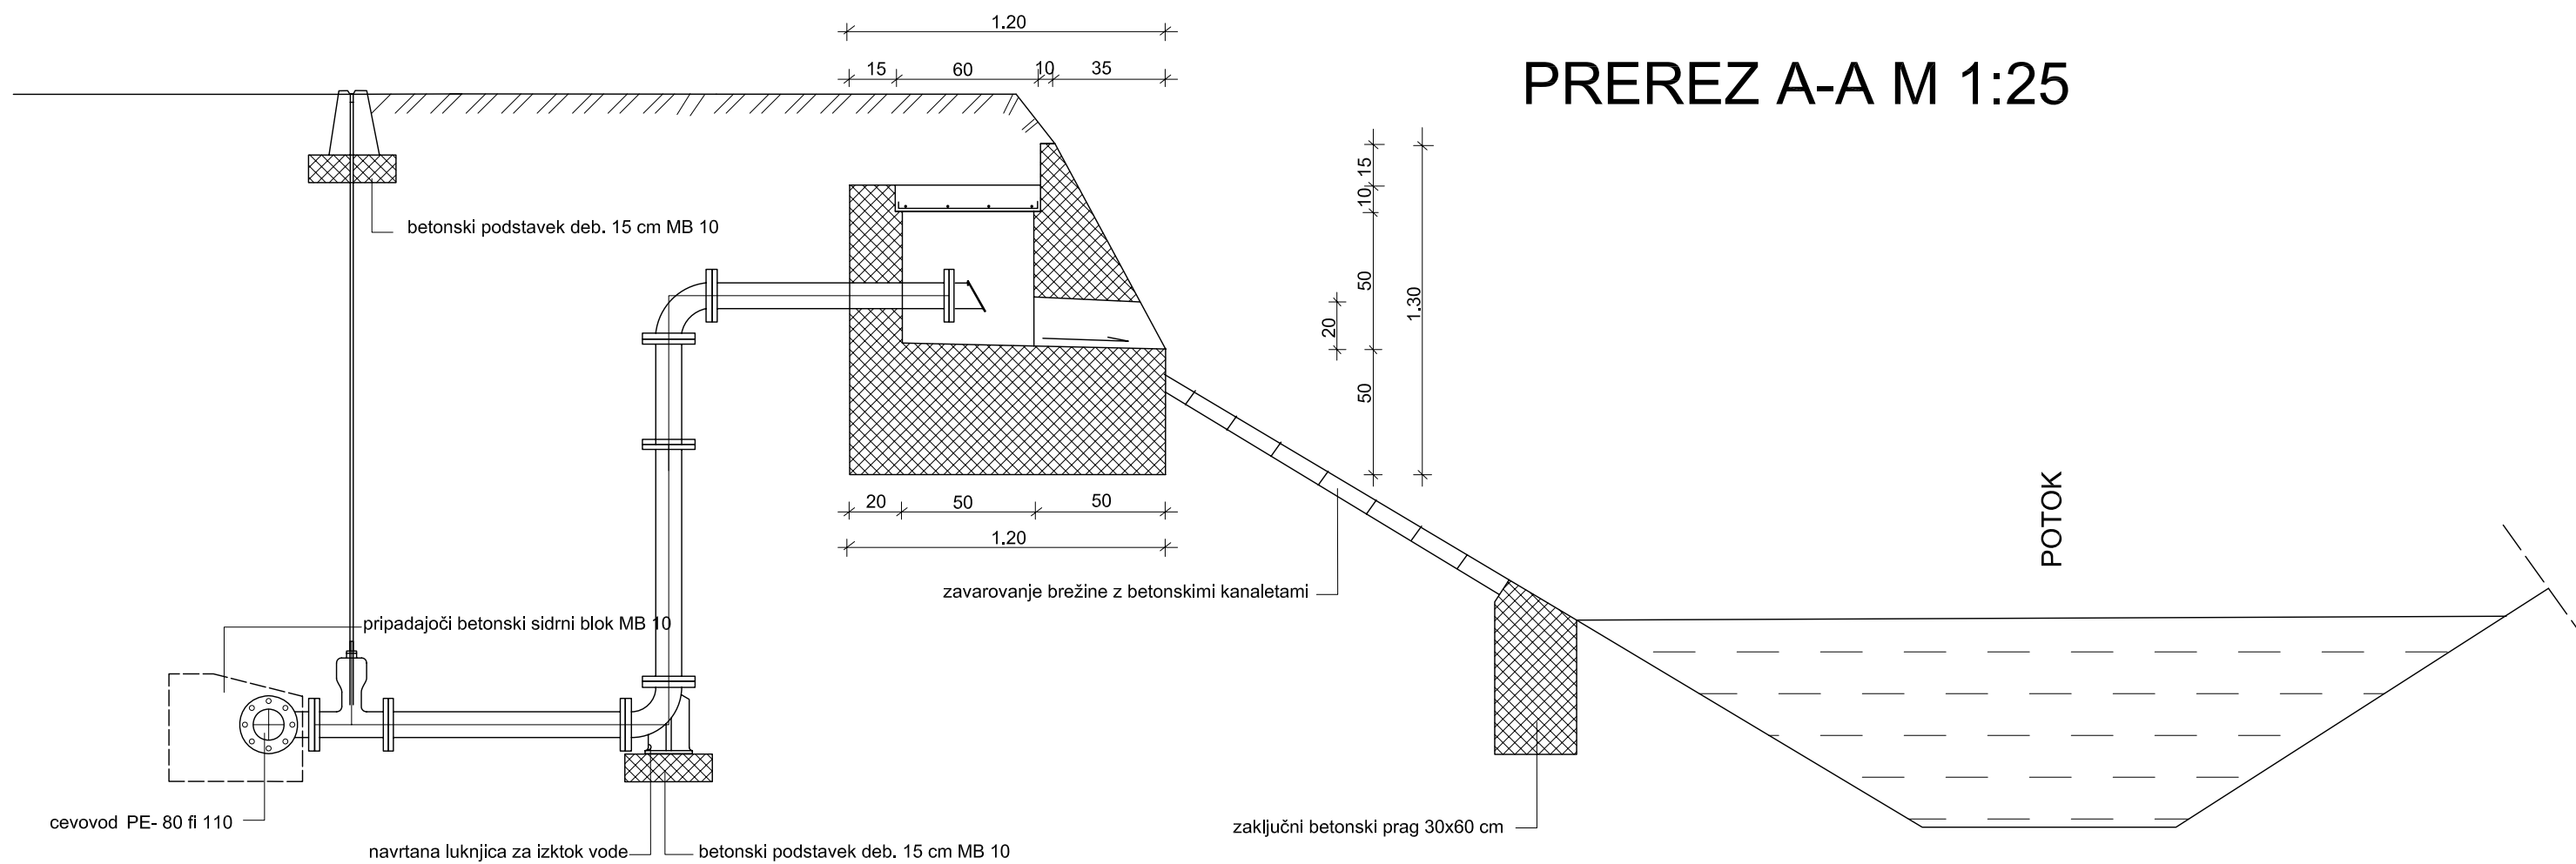 1.20
15 60 10 35
PREREZ A-A M 1:25
15
10
50
50
20
1.30
betonski podstavek deb. 15 cm MB 10
20 50 50
1.20
POTOK
zavarovanje brežine z betonskimi kanaletami
pripadajoči betonski sidrni blok MB 10
cevovod PE- 80 fi 110
zaključni betonski prag 30x60 cm
navrtana luknjica za izktok vode
betonski podstavek deb. 15 cm MB 10